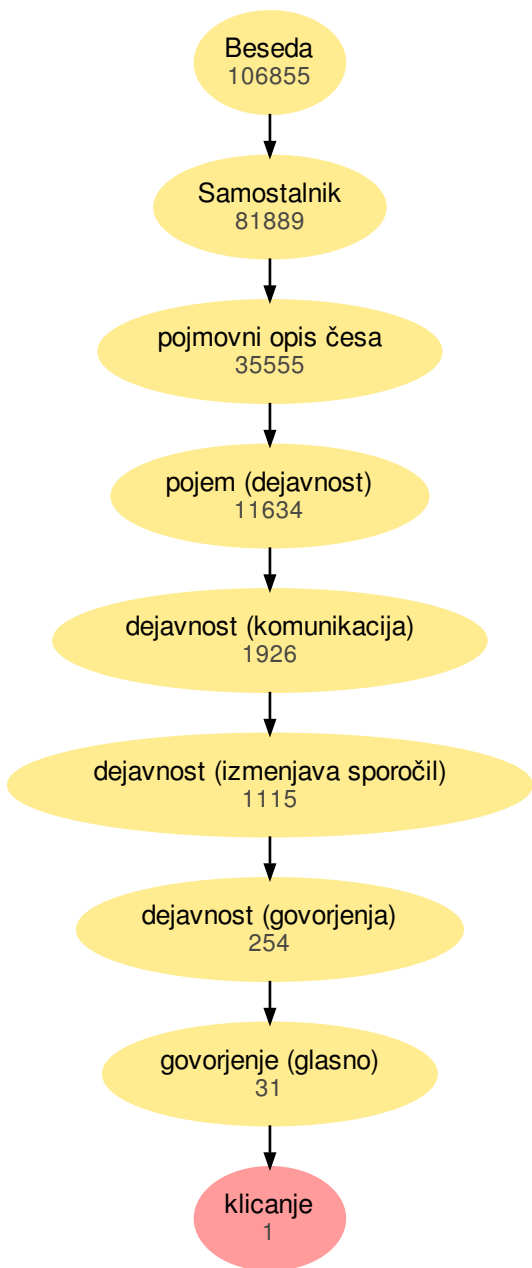 Beseda
106855
Samostalnik
81889
pojmovni opis česa
35555
pojem (dejavnost)
11634
dejavnost (komunikacija)
1926
dejavnost (izmenjava sporočil)
1115
dejavnost (govorjenja)
254
govorjenje (glasno)
31
klicanje
1